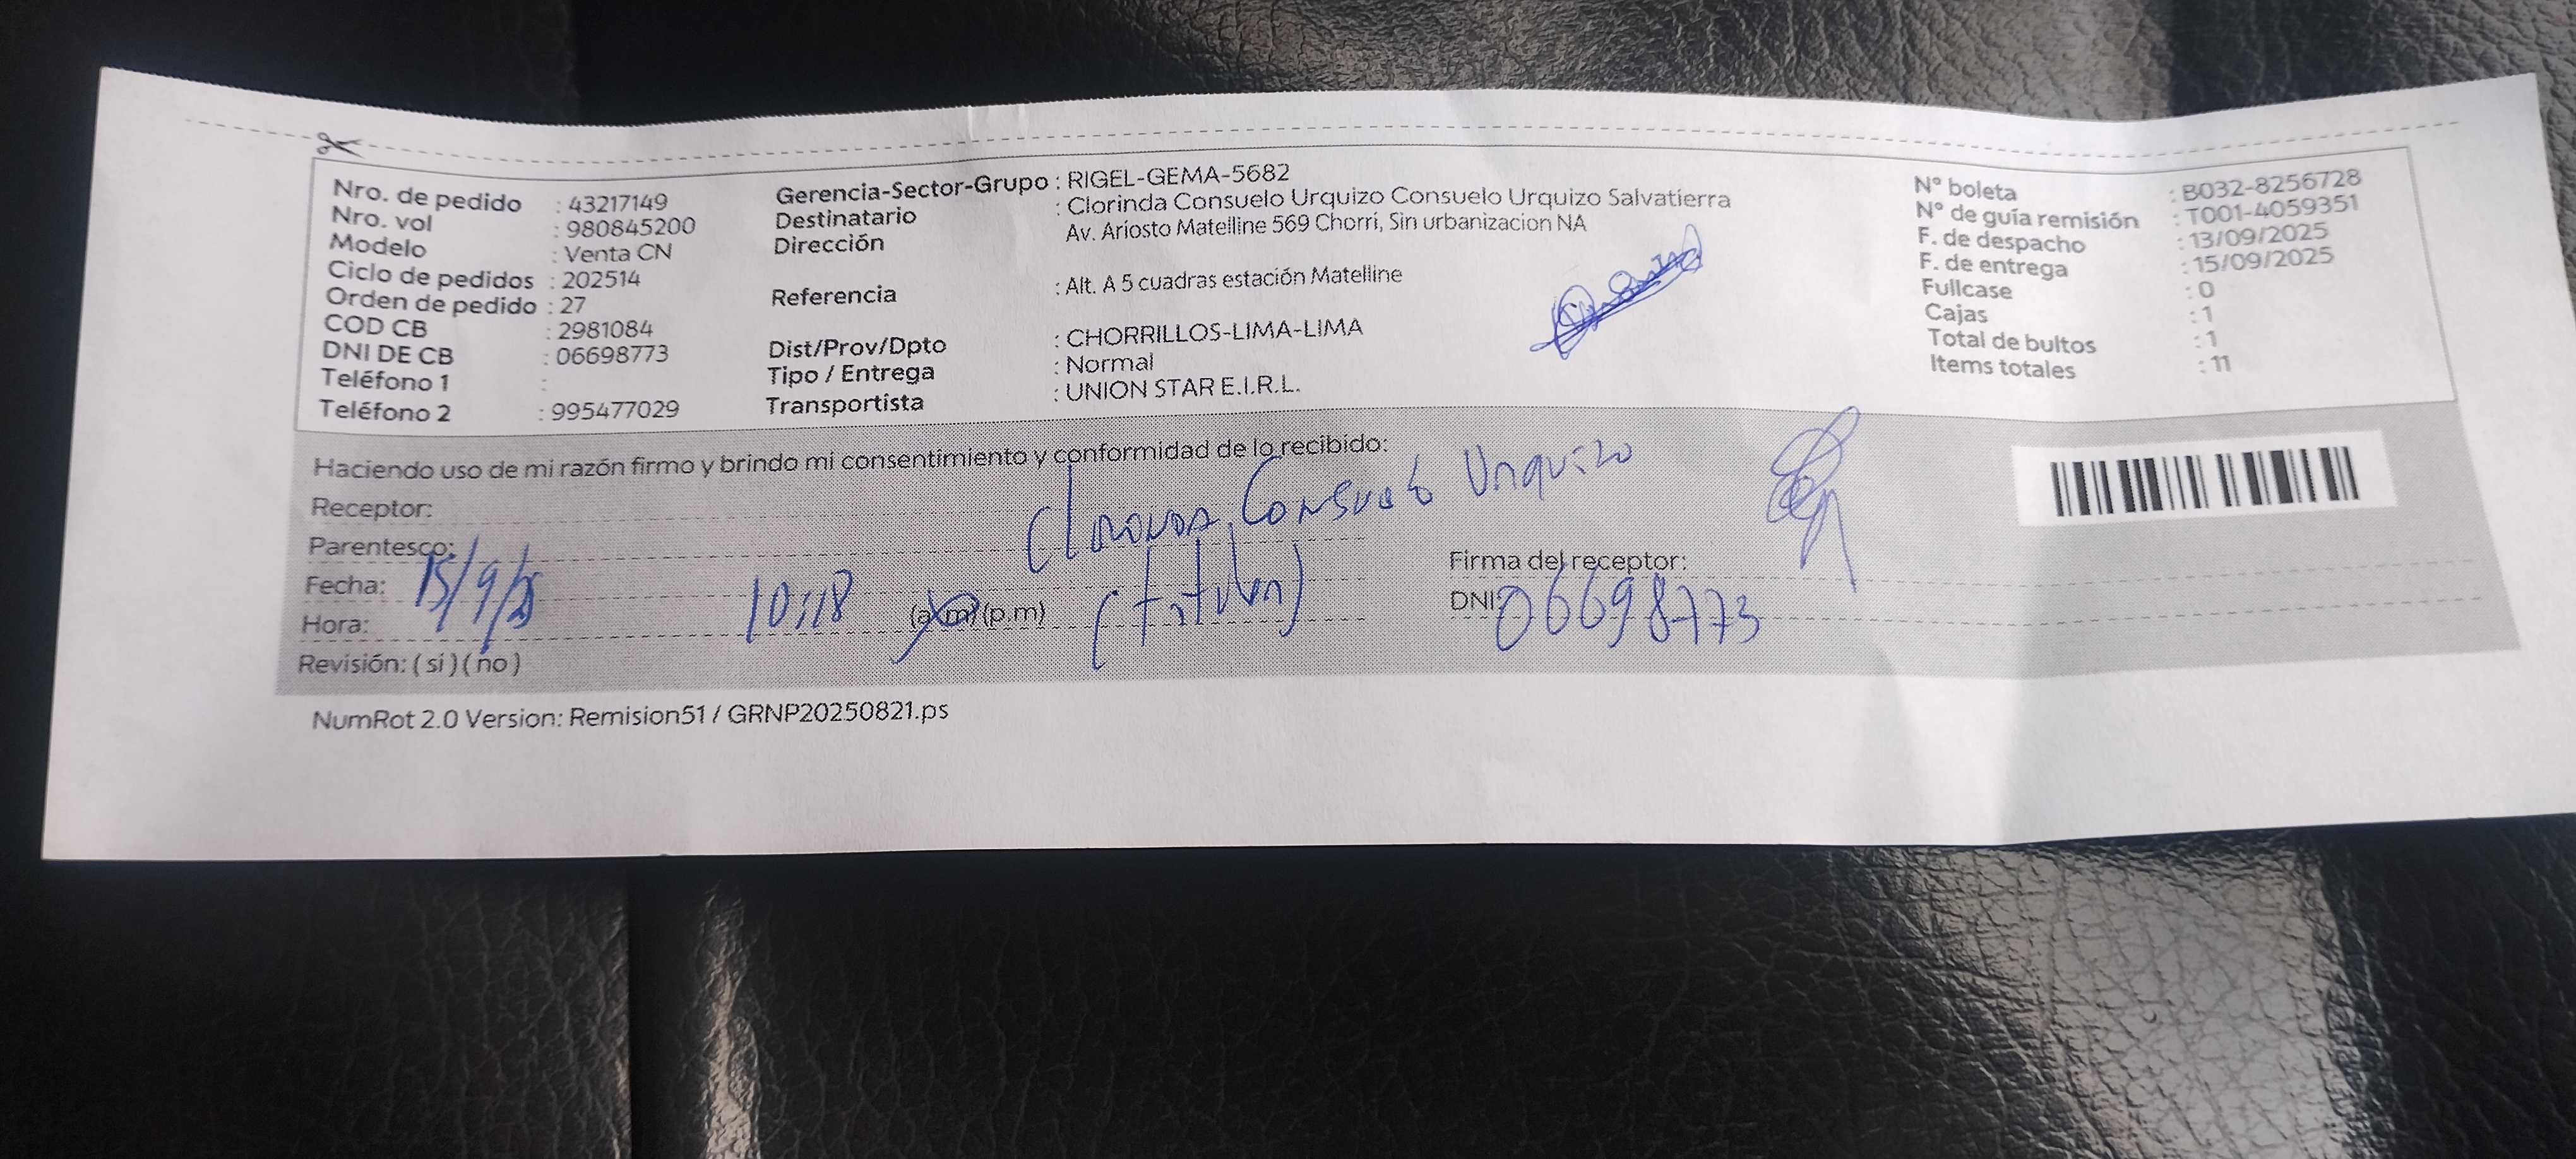 Nro. de pedido : 43217149
Nro. vol : 980845200
Modelo : Venta CN
Ciclo de pedidos : 202514
Orden de pedido : 27
COD CB : 2981084
DNI DE CB : 06698773
Teléfono 1 :
Teléfono 2 : 995477029
Gerencia-Sector-Grupo : RIGEL-GEMA-5682
Destinatario : Clorinda Consuelo Urquizo Consuelo Urquizo Salvatierra
Dirección Av. Ariosto Matelline 569 Chorri, Sin urbanizacion NA
Referencia : Alt. A 5 cuadras estación Matelline
Dist/Prov/Dpto : CHORRILLOS-LIMA-LIMA
Tipo / Entrega : Normal
Transportista : UNION STAR E.I.R.L.
N° boleta : B032-8256728
N° de guía remisión : T001-4059351
F. de despacho : 13/09/2025
F. de entrega : 15/09/2025
Fullcase : 0
Cajas : 1
Total de bultos : 1
Items totales : 11
Haciendo uso de mi razón firmo y brindo mi consentimiento y conformidad de lo recibido:
Receptor: Clorinda Consuelo Urquizo
Parentesco: (titular)
Firma del receptor:
Fecha: 15/9/25
DNI: 06698773
Hora: 10:18 (a.m) (p.m)
Revisión: ( si ) ( no )
NumRot 2.0 Version: Remision51 / GRNP20250821.ps